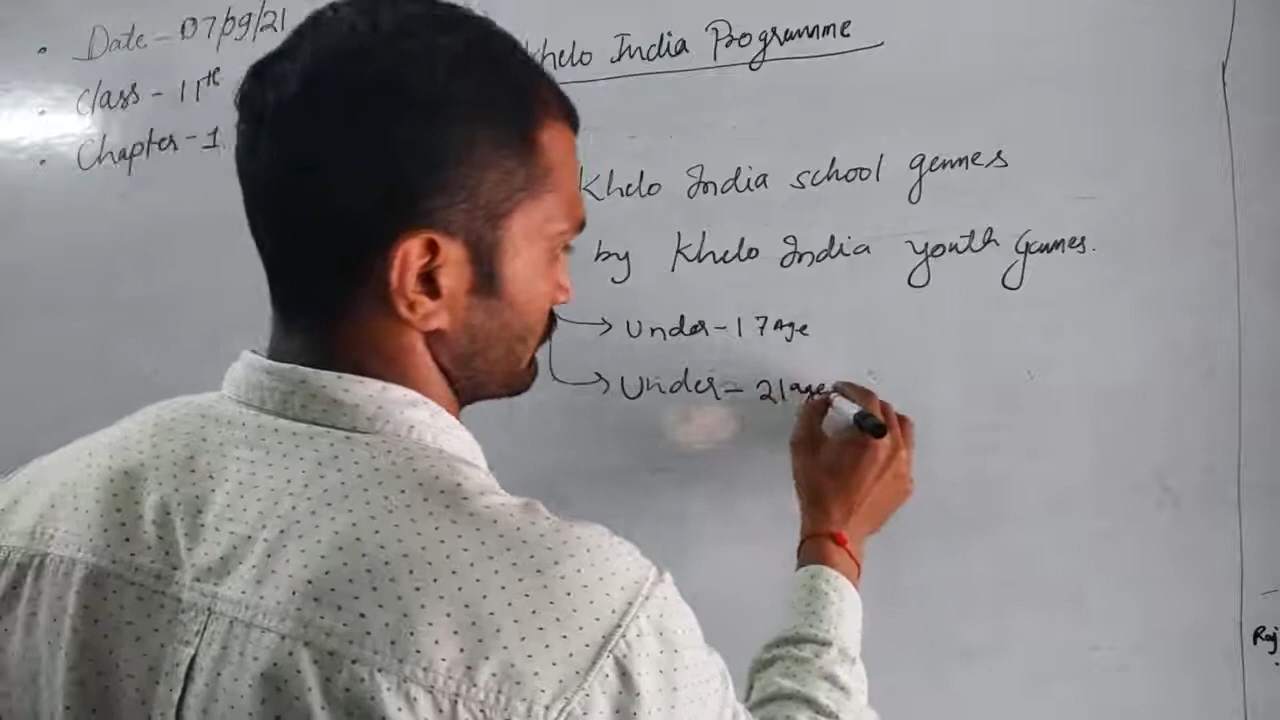 Date - 07/09/21
Class - 11th
Chapter - 1
Khelo India Programme
Khelo India school games
by Khelo India youth Games.
Under - 17 Age
Under - 21 age
Raj